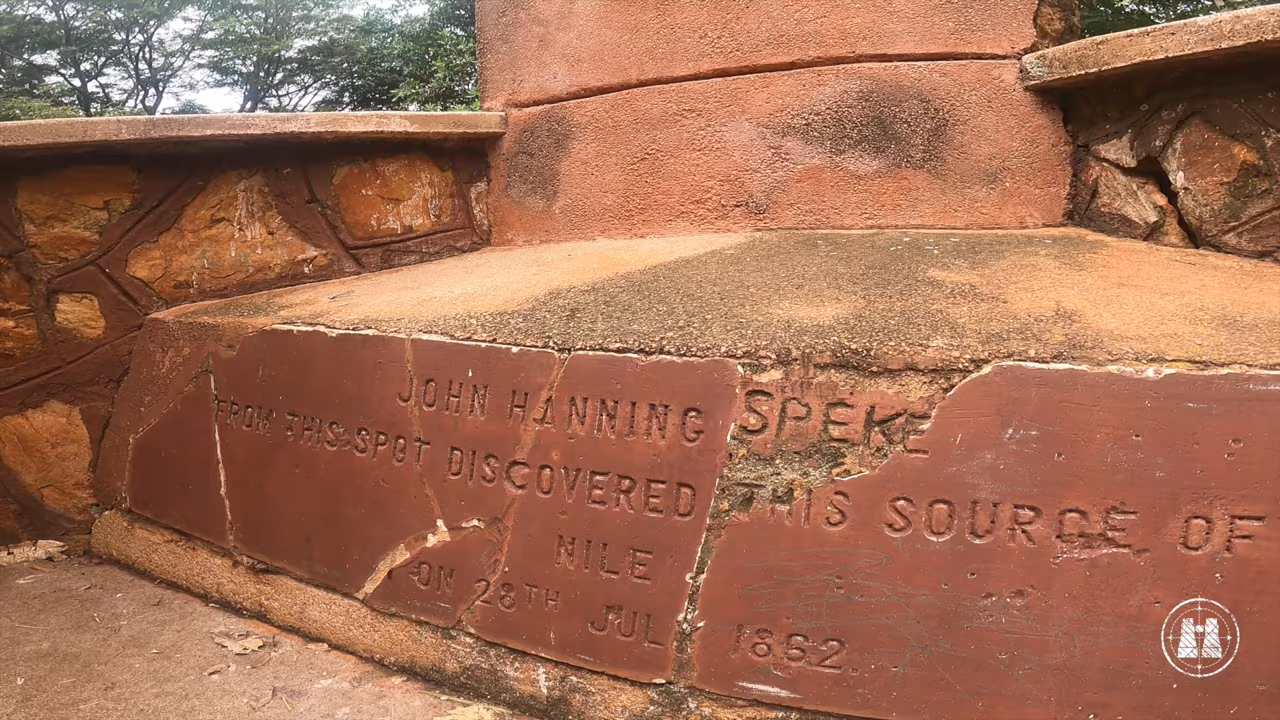 JOHN HANNING SPEKE
FROM THIS SPOT DISCOVERED THIS SOURCE OF
NILE
ON 28TH JUL 1862.